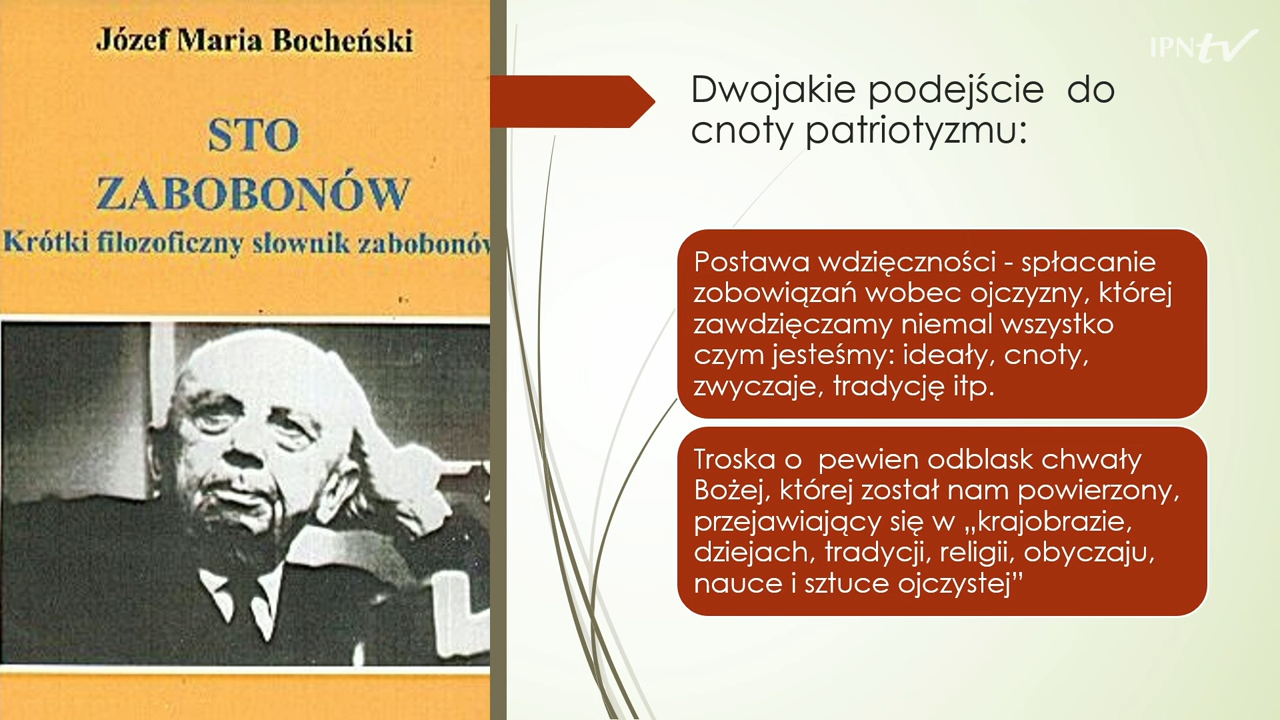 Józef Maria Bocheński
STO
ZABOBONÓW
Krótki filozoficzny słownik zabobonów
IPNtv
Dwojakie podejście do
cnoty patriotyzmu:
Postawa wdzięczności - spłacanie
zobowiązań wobec ojczyzny, której
zawdzięczamy niemal wszystko
czym jesteśmy: ideały, cnoty,
zwyczaje, tradycję itp.
Troska o pewien odblask chwały
Bożej, której został nam powierzony,
przejawiający się w „krajobrazie,
dziejach, tradycji, religii, obyczaju,
nauce i sztuce ojczystej”